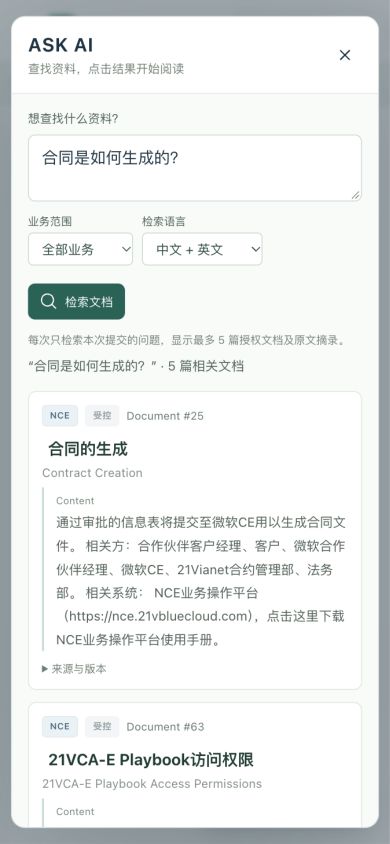 ASK AI
查找资料，点击结果开始阅读
想查找什么资料?
合同是如何生成的?
业务范围
检索语言
全部业务
中文 + 英文
检索文档
每次只检索本次提交的问题，显示最多 5 篇授权文档及原文摘录。
“合同是如何生成的? ” · 5 篇相关文档
NCE 受控 Document #25
合同的生成
Contract Creation
Content
通过审批的信息表将提交至微软CE用以生成合同文
件。 相关方：合作伙伴客户经理、客户、微软合作
伙伴经理、微软CE、21Vianet合约管理部、法务
部。 相关系统： NCE业务操作平台
（https://nce.21vbluecloud.com），点击这里下载
NCE业务操作平台使用手册。
来源与版本
NCE 受控 Document #63
21VCA-E Playbook访问权限
21VCA-E Playbook Access Permissions
Content